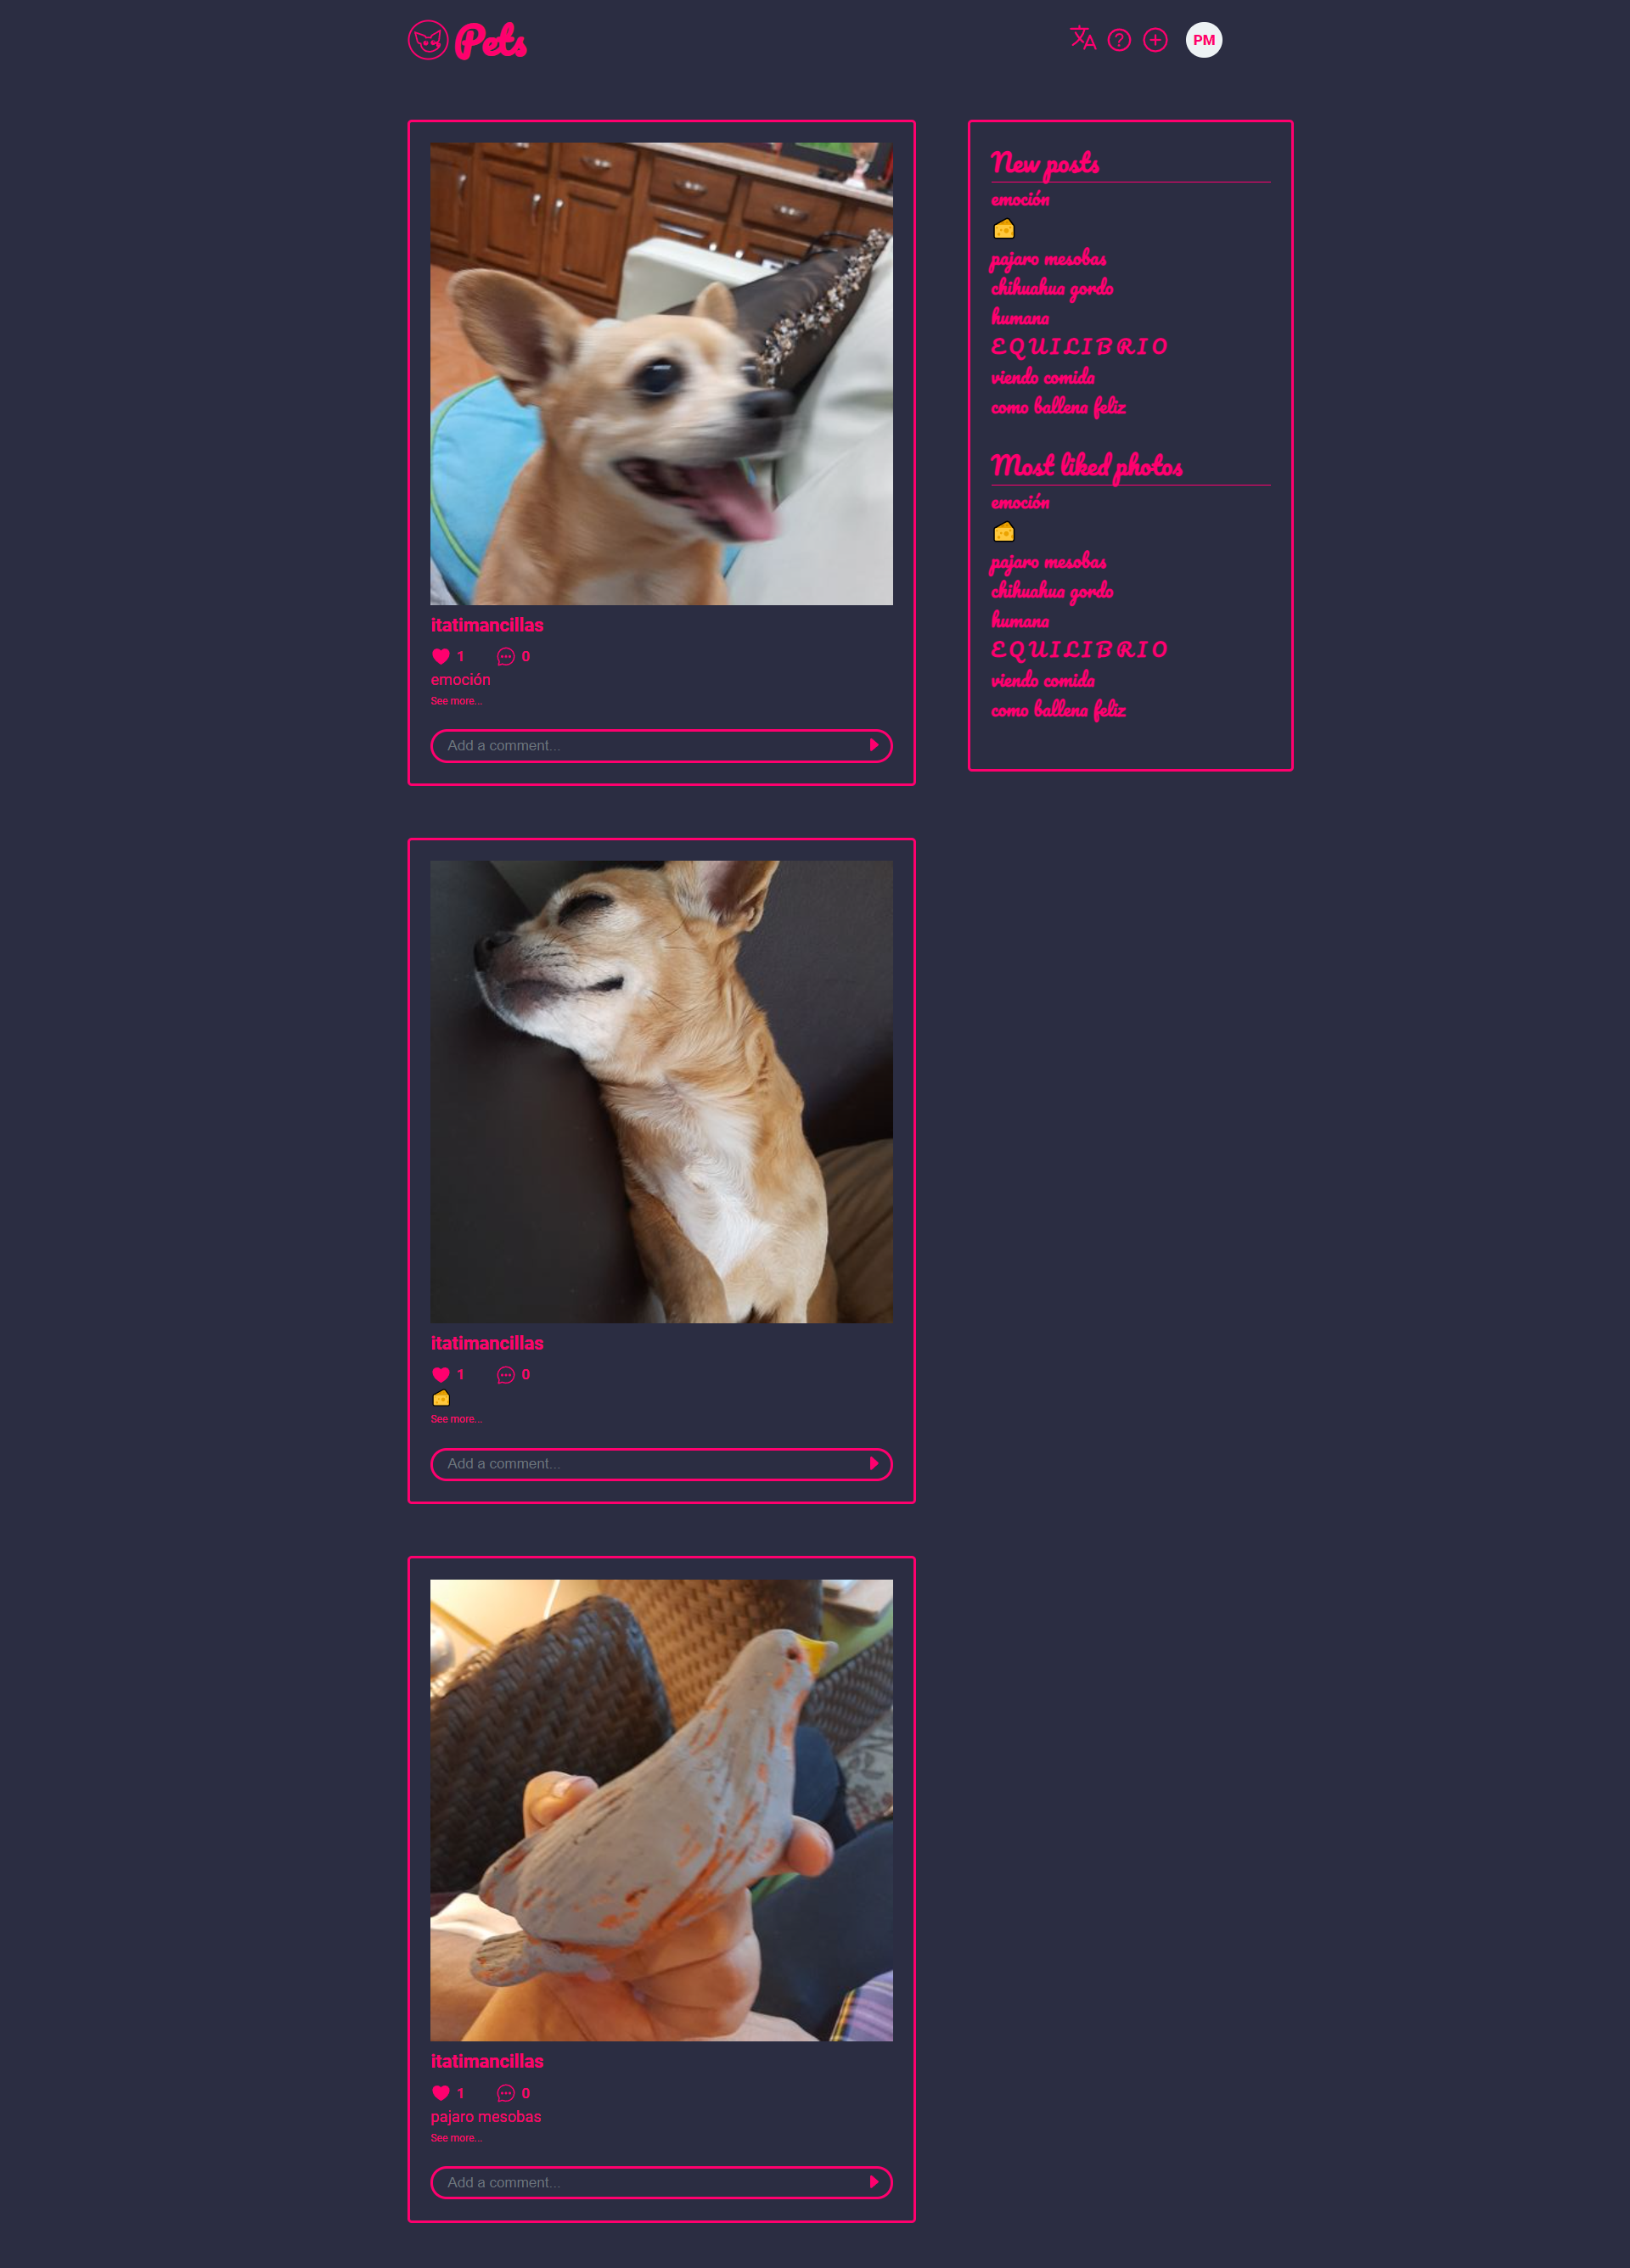 Pets
PM
itatimancillas
1 0
emoción
See more...
Add a comment...
itatimancillas
1 0
🧀
See more...
Add a comment...
itatimancillas
1 0
pajaro mesobas
See more...
Add a comment...
New posts
emoción
🧀
pajaro mesobas
chihuahua gordo
humana
E Q U I L I B R I O
viendo comida
como ballena feliz
Most liked photos
emoción
🧀
pajaro mesobas
chihuahua gordo
humana
E Q U I L I B R I O
viendo comida
como ballena feliz